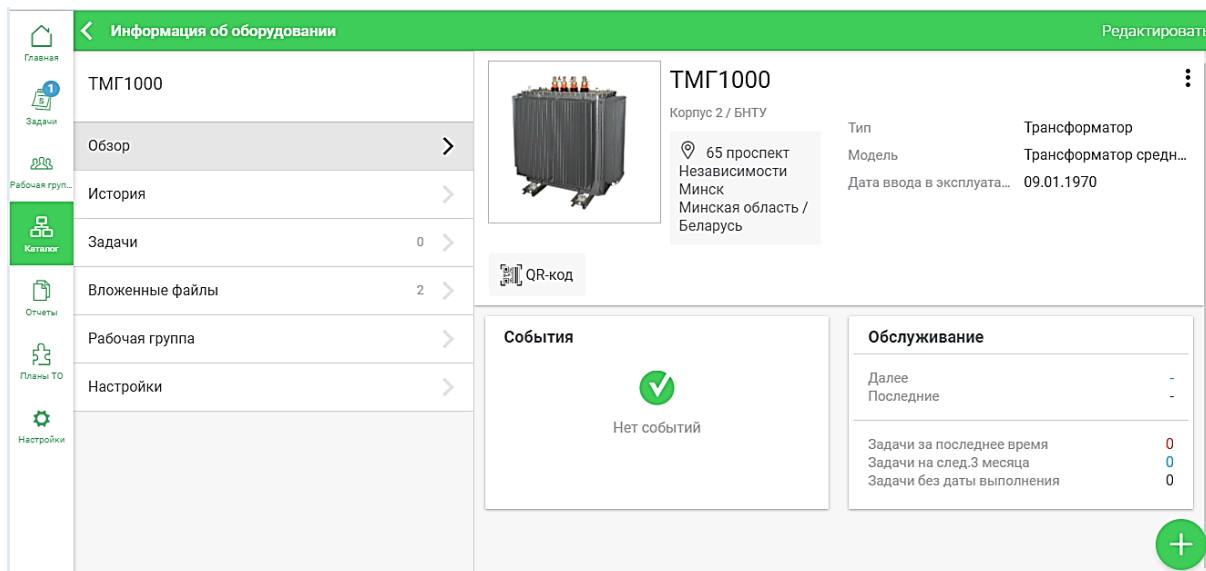 Главная
1
Задачи
Рабочая груп...
Каталог
Отчеты
Планы ТО
Настройки
Информация об оборудовании
Редактировать
ТМГ1000
Обзор
История
Задачи 0
Вложенные файлы 2
Рабочая группа
Настройки
ТМГ1000
Корпус 2 / БНТУ
65 проспект
Независимости
Минск
Минская область /
Беларусь
Тип Трансформатор
Модель Трансформатор средн...
Дата ввода в эксплуата... 09.01.1970
QR-код
События
Нет событий
Обслуживание
Далее -
Последние -
Задачи за последнее время 0
Задачи на след.3 месяца 0
Задачи без даты выполнения 0